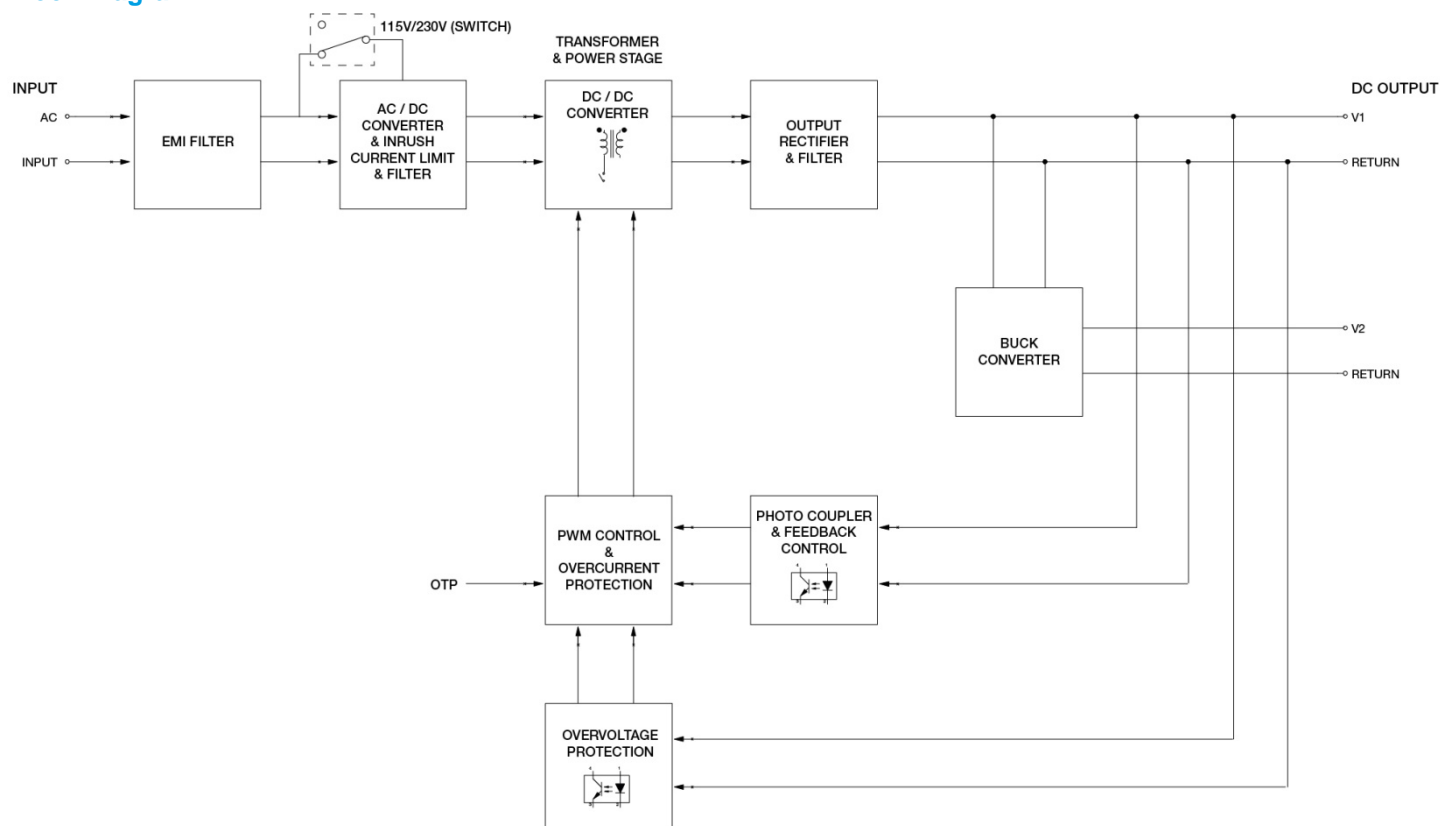 115V/230V (SWITCH)
TRANSFORMER
& POWER STAGE
INPUT
DC OUTPUT
AC
INPUT
EMI FILTER
AC / DC
CONVERTER
& INRUSH
CURRENT LIMIT
& FILTER
DC / DC
CONVERTER
OUTPUT
RECTIFIER
& FILTER
V1
RETURN
BUCK
CONVERTER
V2
RETURN
OTP
PWM CONTROL
&
OVERCURRENT
PROTECTION
PHOTO COUPLER
& FEEDBACK
CONTROL
OVERVOLTAGE
PROTECTION